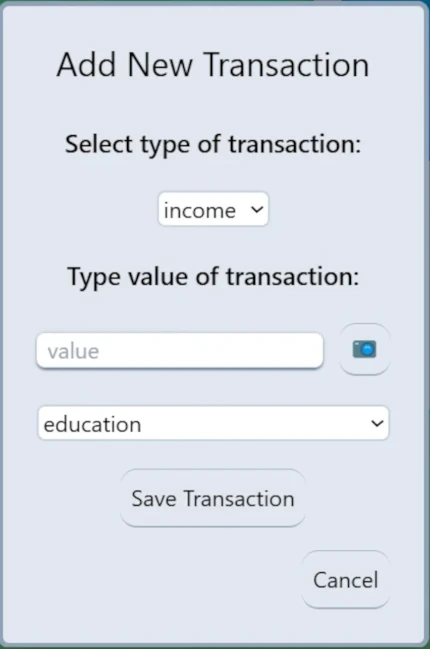 Add New Transaction
Select type of transaction:
income
Type value of transaction:
value
education
Save Transaction
Cancel